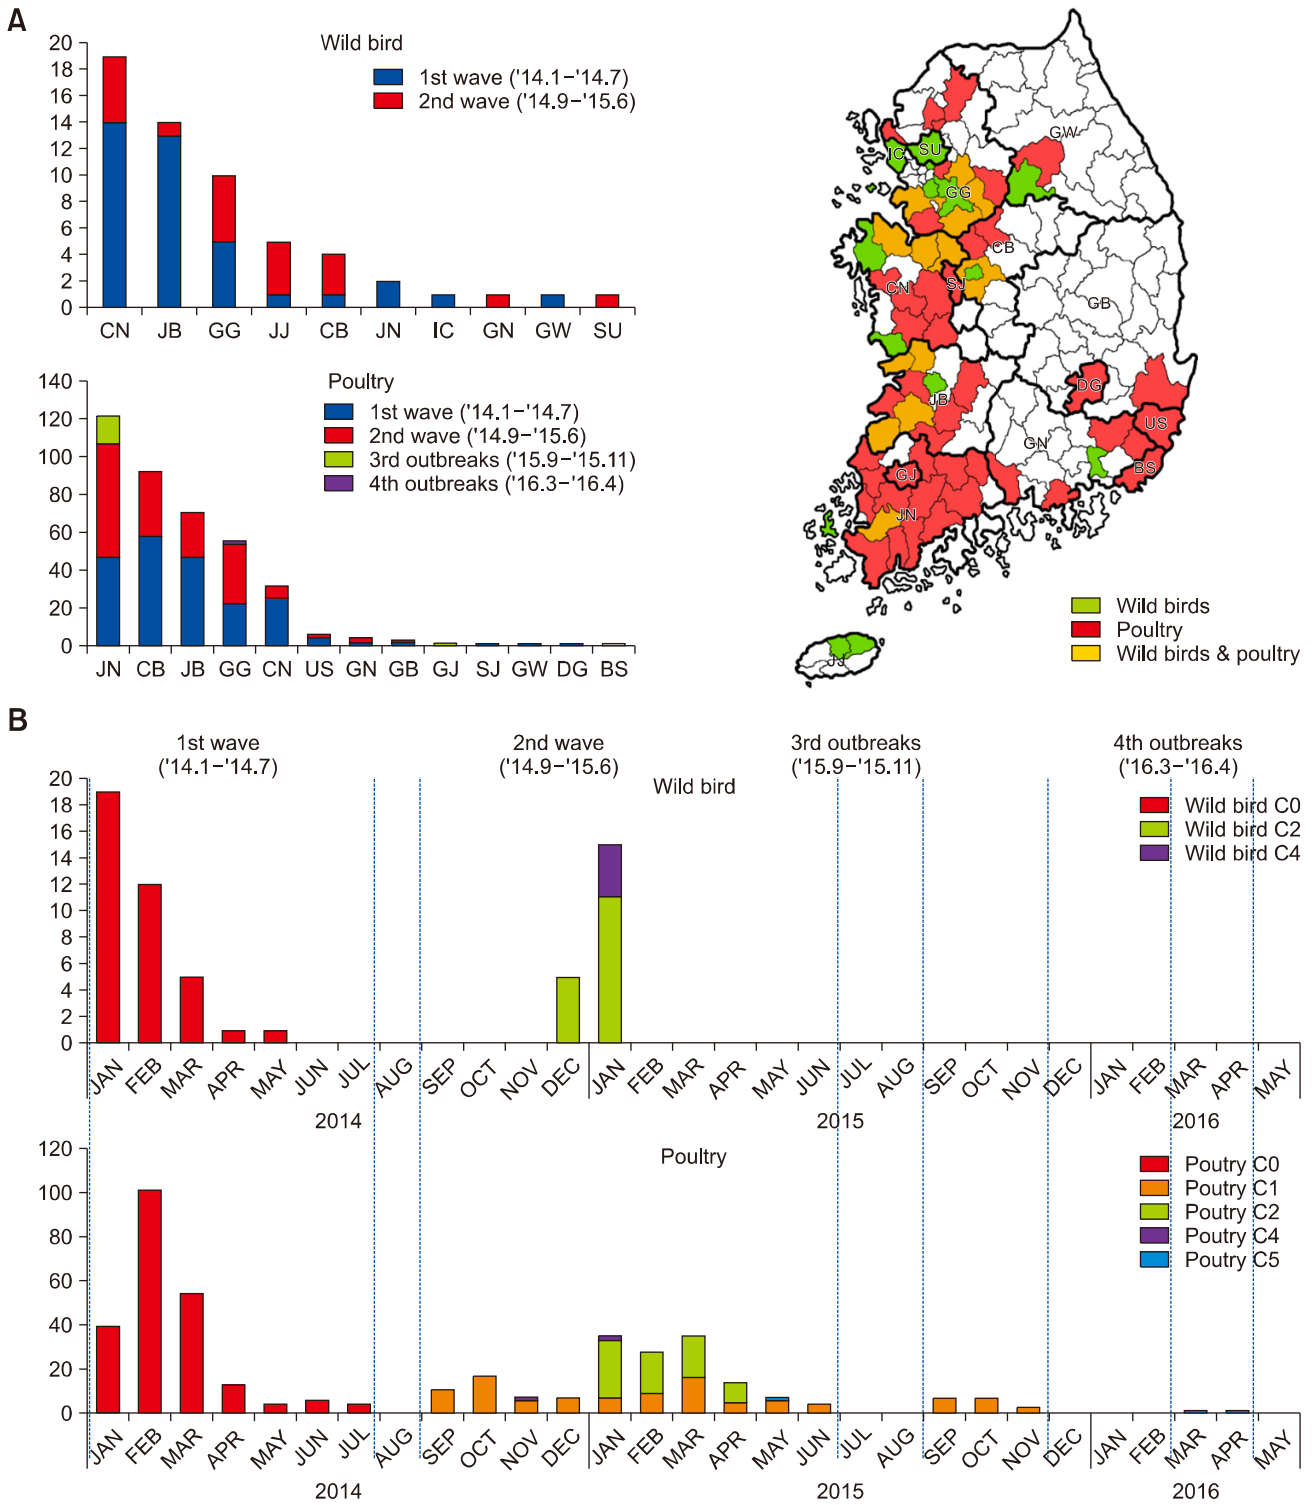 A
Wild bird
1st wave ('14.1–'14.7)
2nd wave ('14.9–'15.6)
20
18
16
14
12
10
8
6
4
2
0
CN JB GG JJ CB JN IC GN GW SU
Poultry
1st wave ('14.1–'14.7)
2nd wave ('14.9–'15.6)
3rd outbreaks ('15.9–'15.11)
4th outbreaks ('16.3–'16.4)
140
120
100
80
60
40
20
0
JN CB JB GG CN US GN GB GJ SJ GW DG BS
GW
IC SU
GG
CB
CN SJ
GB
DG
JB
US
GN
BS
GJ
JN
JJ
Wild birds
Poultry
Wild birds & poultry
B
1st wave
('14.1–'14.7)
2nd wave
('14.9–'15.6)
3rd outbreaks
('15.9–'15.11)
4th outbreaks
('16.3–'16.4)
Wild bird
Wild bird C0
Wild bird C2
Wild bird C4
20
18
16
14
12
10
8
6
4
2
0
JAN FEB MAR APR MAY JUN JUL AUG SEP OCT NOV DEC JAN FEB MAR APR MAY JUN JUL AUG SEP OCT NOV DEC JAN FEB MAR APR MAY
2014 2015 2016
Poultry
Poutry C0
Poutry C1
Poutry C2
Poutry C4
Poutry C5
120
100
80
60
40
20
0
JAN FEB MAR APR MAY JUN JUL AUG SEP OCT NOV DEC JAN FEB MAR APR MAY JUN JUL AUG SEP OCT NOV DEC JAN FEB MAR APR MAY
2014 2015 2016